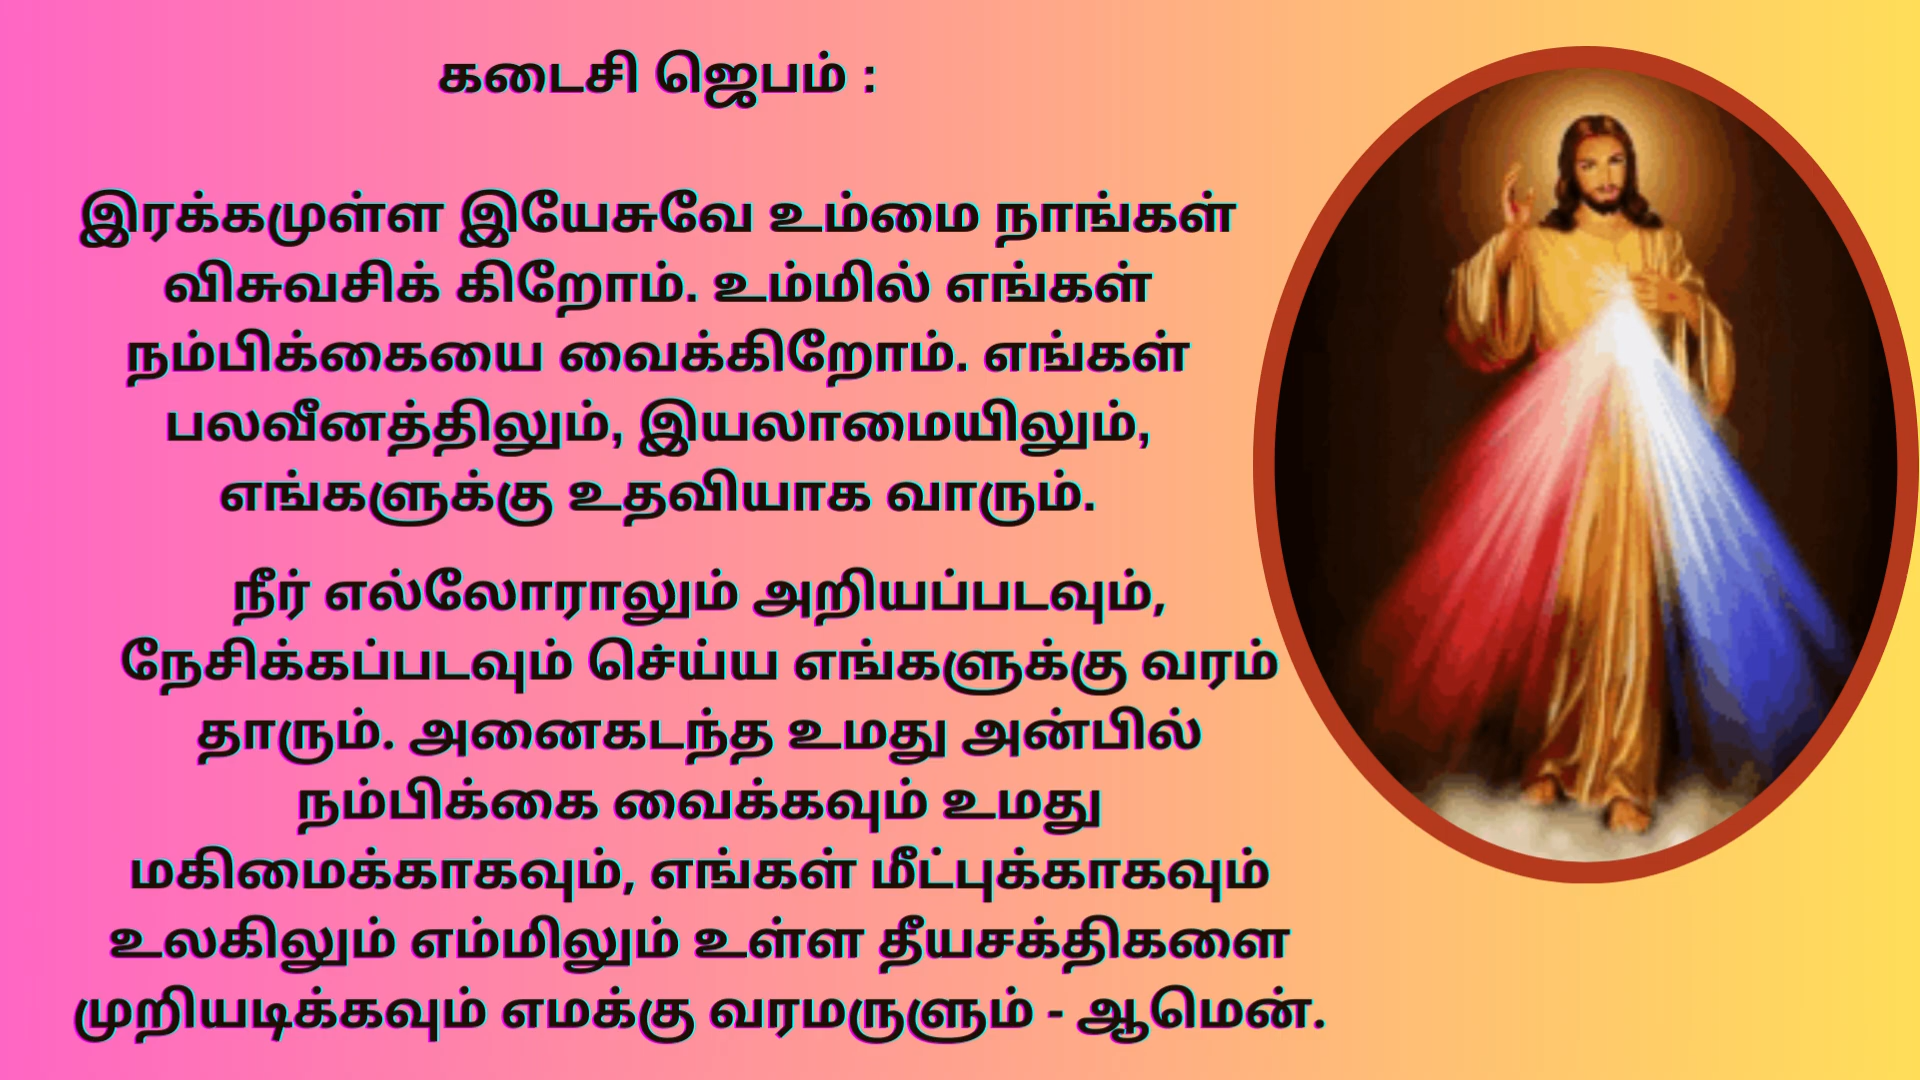 கடைசி ஜெபம் :
இரக்கமுள்ள இயேசுவே உம்மை நாங்கள்
விசுவசிக் கிறோம். உம்மில் எங்கள்
நம்பிக்கையை வைக்கிறோம். எங்கள்
பலவீனத்திலும், இயலாமையிலும்,
எங்களுக்கு உதவியாக வாரும்.
நீர் எல்லோராலும் அறியப்படவும்,
நேசிக்கப்படவும் செ்ய்ய எங்களுக்கு வரம்
தாரும். அனைகடந்த உமது அன்பில்
நம்பிக்கை வைக்கவும் உமது
மகிமைக்காகவும், எங்கள் மீட்புக்காகவும்
உலகிலும் எம்மிலும் உள்ள தீயசக்திகளை
முறியடிக்கவும் எமக்கு வரமருளும் - ஆமென்.